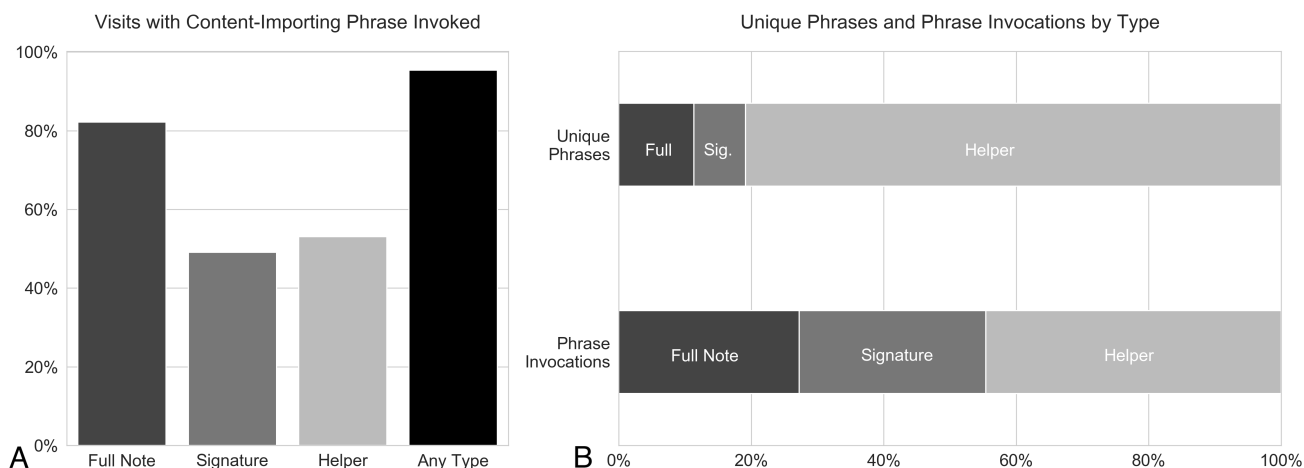 Visits with Content-Importing Phrase Invoked
100%
80%
60%
40%
20%
0%
Full Note Signature Helper Any Type
A
Unique Phrases and Phrase Invocations by Type
Unique
Phrases
Full Sig. Helper
Phrase
Invocations
Full Note Signature Helper
B
0% 20% 40% 60% 80% 100%